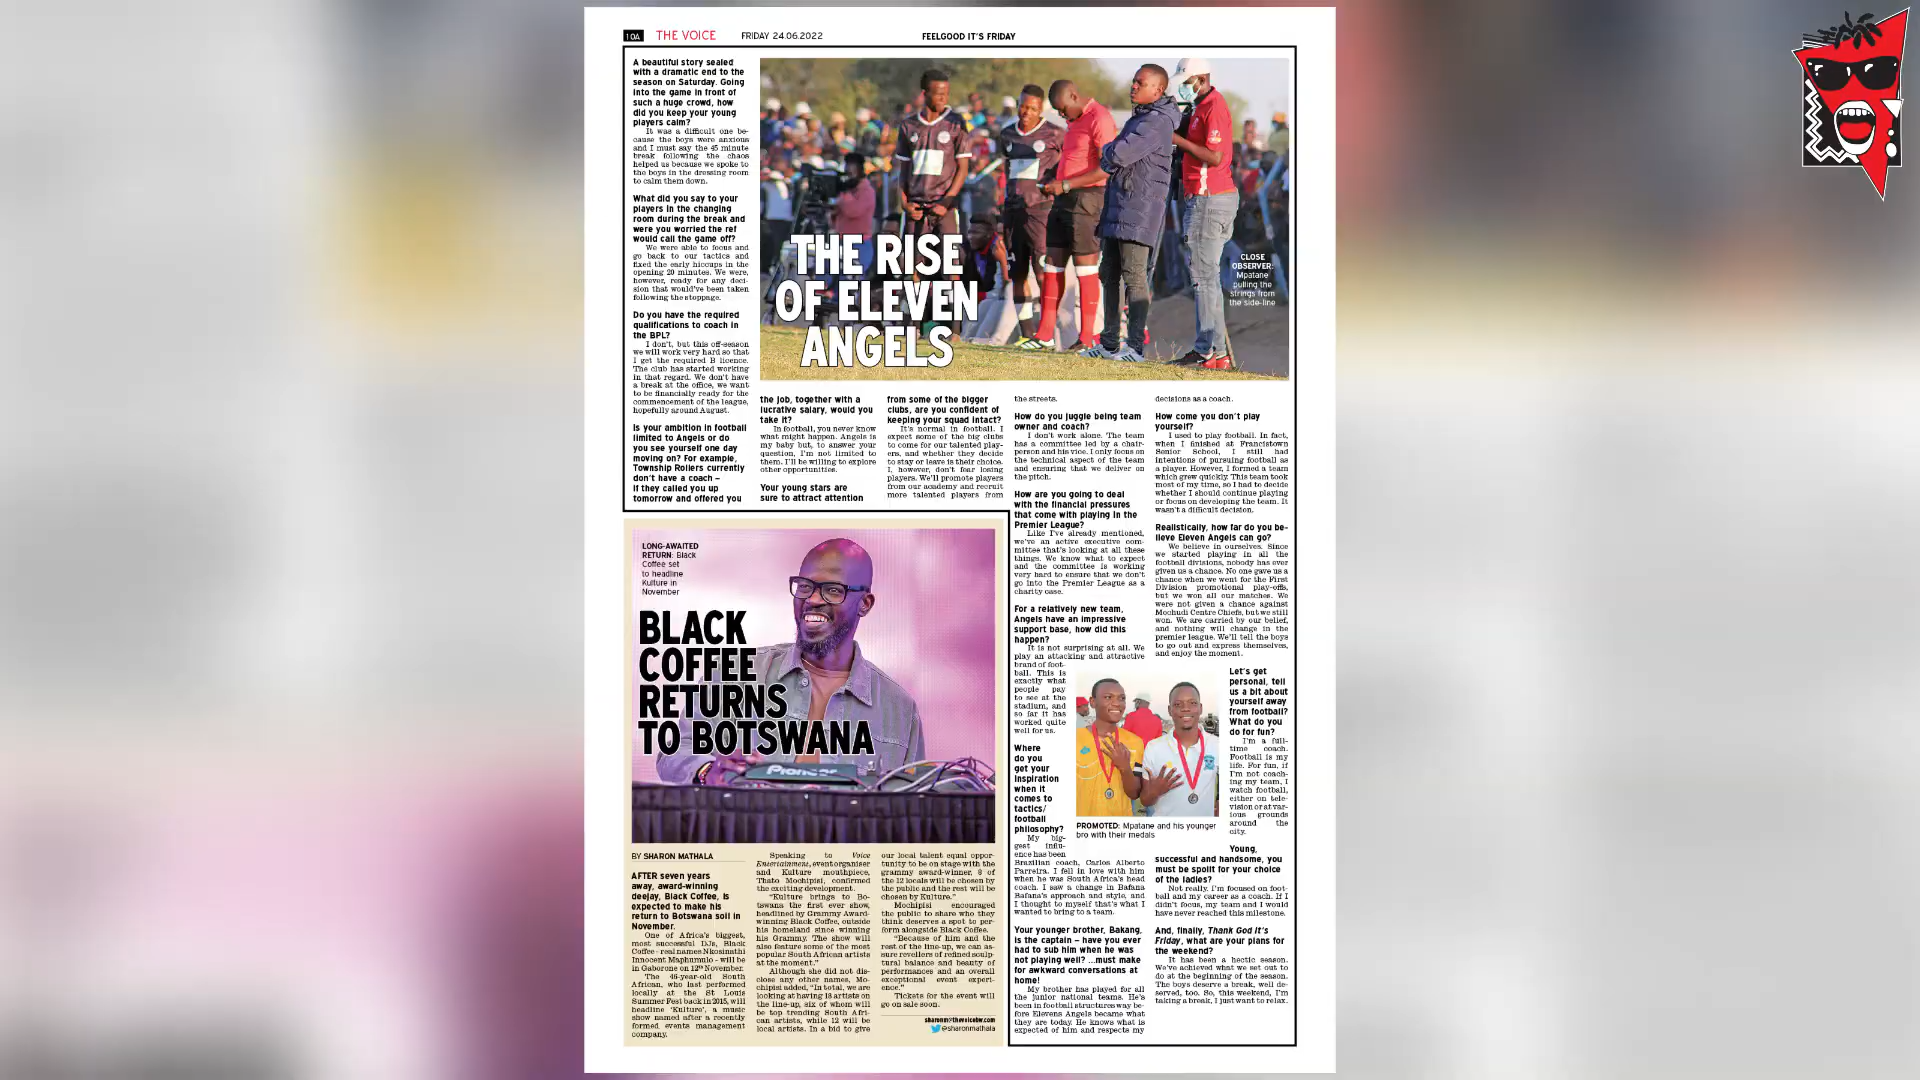 10A THE VOICE FRIDAY 24.06.2022 FEELGOOD IT'S FRIDAY
A beautiful story sealed
with a dramatic end to the
season on Saturday. Going
into the game in front of
such a huge crowd, how
did you keep your young
players calm?
It was a difficult one be-
cause the boys were anxious
and I must say the 45 minute
break following the chaos
helped us because we spoke to
the boys in the dressing room
to calm them down.
What did you say to your
players in the changing
room during the break and
were you worried the ref
would call the game off?
We were able to focus and
go back to our tactics and
fixed the early hiccups in the
opening 20 minutes. We were,
however, ready for any deci-
sion that would've been taken
following the stoppage.
Do you have the required
qualifications to coach in
the BPL?
I don't, but this off-season
we will work very hard so that
I get the required B licence.
The club has started working
in that regard. We don't have
a break at the office, we want
to be financially ready for the
commencement of the league,
hopefully around August.
Is your ambition in football
limited to Angels or do
you see yourself one day
moving on? For example,
Township Rollers currently
don't have a coach –
if they called you up
tomorrow and offered you
THE RISE
OF ELEVEN
ANGELS
CLOSE
OBSERVER:
Mpatane
pulling the
strings from
the side-line
the job, together with a
lucrative salary, would you
take it?
In football, you never know
what might happen. Angels is
my baby but, to answer your
question, I'm not limited to
them. I'll be willing to explore
other opportunities.
Your young stars are
sure to attract attention
from some of the bigger
clubs, are you confident of
keeping your squad intact?
It's normal in football. I
expect some of the big clubs
to come for our talented play-
ers, and whether they decide
to stay or leave is their choice.
I, however, don't fear losing
players. We'll promote players
from our academy and recruit
more talented players from
the streets.
How do you juggle being team
owner and coach?
I don't work alone. The team
has a committee led by a chair-
person and his vice. I only focus on
the technical aspect of the team
and ensuring that we deliver on
the pitch.
How are you going to deal
with the financial pressures
that come with playing in the
Premier League?
Like I've already mentioned,
we've an active executive com-
mittee that's looking at all these
things. We know what to expect
and the committee is working
very hard to ensure that we don't
go into the Premier League as a
charity case.
For a relatively new team,
Angels have an impressive
support base, how did this
happen?
It is not surprising at all. We
play an attacking and attractive
brand of foot-
ball. This is
exactly what
people pay
to see at the
stadium, and
so far it has
worked quite
well for us.
Where
do you
get your
inspiration
when it
comes to
tactics/
football
philosophy?
My big-
gest influ-
ence has been
Brazilian coach, Carlos Alberto
Parreira. I fell in love with him
when he was South Africa's head
coach. I saw a change in Bafana
Bafana's approach and style, and
I thought to myself that's what I
wanted to bring to a team.
Your younger brother, Bakang,
is the captain – have you ever
had to sub him when he was
not playing well? ...must make
for awkward conversations at
home!
My brother has played for all
the junior national teams. He's
been in football structures way be-
fore Elevens Angels became what
they are today. He knows what is
expected of him and respects my
decisions as a coach.
How come you don't play
yourself?
I used to play football. In fact,
when I finished at Francistown
Senior School, I still had
intentions of pursuing football as
a player. However, I formed a team
which grew quickly. This team took
most of my time, so I had to decide
whether I should continue playing
or focus on developing the team. It
wasn't a difficult decision.
Realistically, how far do you be-
lieve Eleven Angels can go?
We believe in ourselves. Since
we started playing in all the
football divisions, nobody has ever
given us a chance. No one gave us a
chance when we went for the First
Division promotional play-offs,
but we won all our matches. We
were not given a chance against
Mochudi Centre Chiefs, but we still
won. We are carried by our belief,
and nothing will change in the
premier league. We'll tell the boys
to go out and express themselves,
and enjoy the moment.
Let's get
personal, tell
us a bit about
yourself away
from football?
What do you
do for fun?
I'm a full-
time coach.
Football is my
life. For fun, if
I'm not coach-
ing my team, I
watch football,
either on tele-
vision or at var-
ious grounds
around the
city.
PROMOTED: Mpatane and his younger
bro with their medals
Young,
successful and handsome, you
must be spoilt for your choice
of the ladies?
Not really. I'm focused on foot-
ball and my career as a coach. If I
didn't focus, my team and I would
have never reached this milestone.
And, finally, Thank God It's
Friday, what are your plans for
the weekend?
It has been a hectic season.
We've achieved what we set out to
do at the beginning of the season.
The boys deserve a break, well de-
served, too. So, this weekend, I'm
taking a break, I just want to relax.
LONG-AWAITED
RETURN: Black
Coffee set
to headline
Kulture in
November
BLACK
COFFEE
RETURNS
TO BOTSWANA
Pioneer
BY SHARON MATHALA
AFTER seven years
away, award-winning
deejay, Black Coffee, is
expected to make his
return to Botswana soil in
November.
One of Africa's biggest,
most successful DJs, Black
Coffee - real names Nkosinathi
Innocent Maphumulo - will be
in Gaborone on 12th November.
The 46-year-old South
African, who last performed
locally at the St Louis
Summer Fest back in 2015, will
headline 'Kulture', a music
show named after a recently
formed events management
company.
Speaking to Voice
Entertainment, event organiser
and Kulture mouthpiece,
Thato Mochipisi, confirmed
the exciting development.
"Kulture brings to Bo-
tswana the first ever show,
headlined by Grammy Award-
winning Black Coffee, outside
his homeland since winning
his Grammy. The show will
also feature some of the most
popular South African artists
at the moment."
Although she did not dis-
close any other names, Mo-
chipisi added, "In total, we are
looking at having 18 artists on
the line-up, six of whom will
be top trending South Afri-
can artists, while 12 will be
local artists. In a bid to give
our local talent equal oppor-
tunity to be on stage with the
grammy award-winner, 8 of
the 12 locals will be chosen by
the public and the rest will be
chosen by Kulture."
Mochipisi encouraged
the public to share who they
think deserves a spot to per-
form alongside Black Coffee.
"Because of him and the
rest of the line-up, we can as-
sure revellers of refined sculp-
tural balance and beauty of
performances and an overall
exceptional event experi-
ence."
Tickets for the event will
go on sale soon.
sharonm@thevoicebw.com
@sharonmathala